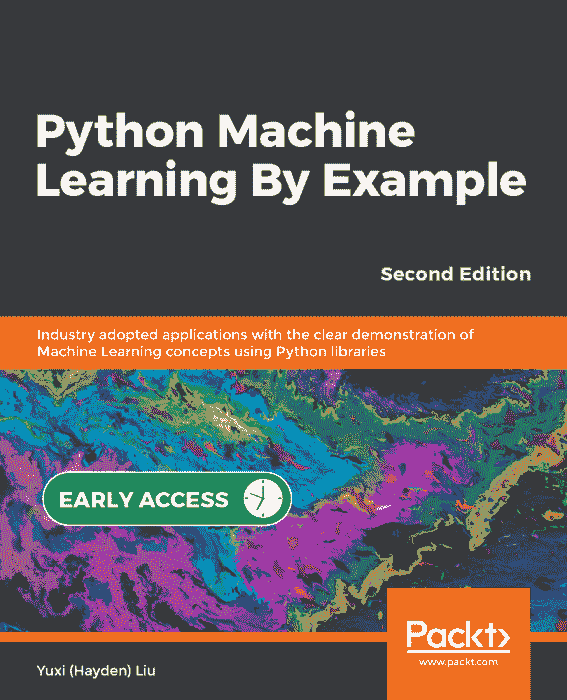 Python Machine
Learning By Example
Second Edition
Industry adopted applications with the clear demonstration of
Machine Learning concepts using Python libraries
EARLY ACCESS
Packt>
www.packt.com
Yuxi (Hayden) Liu